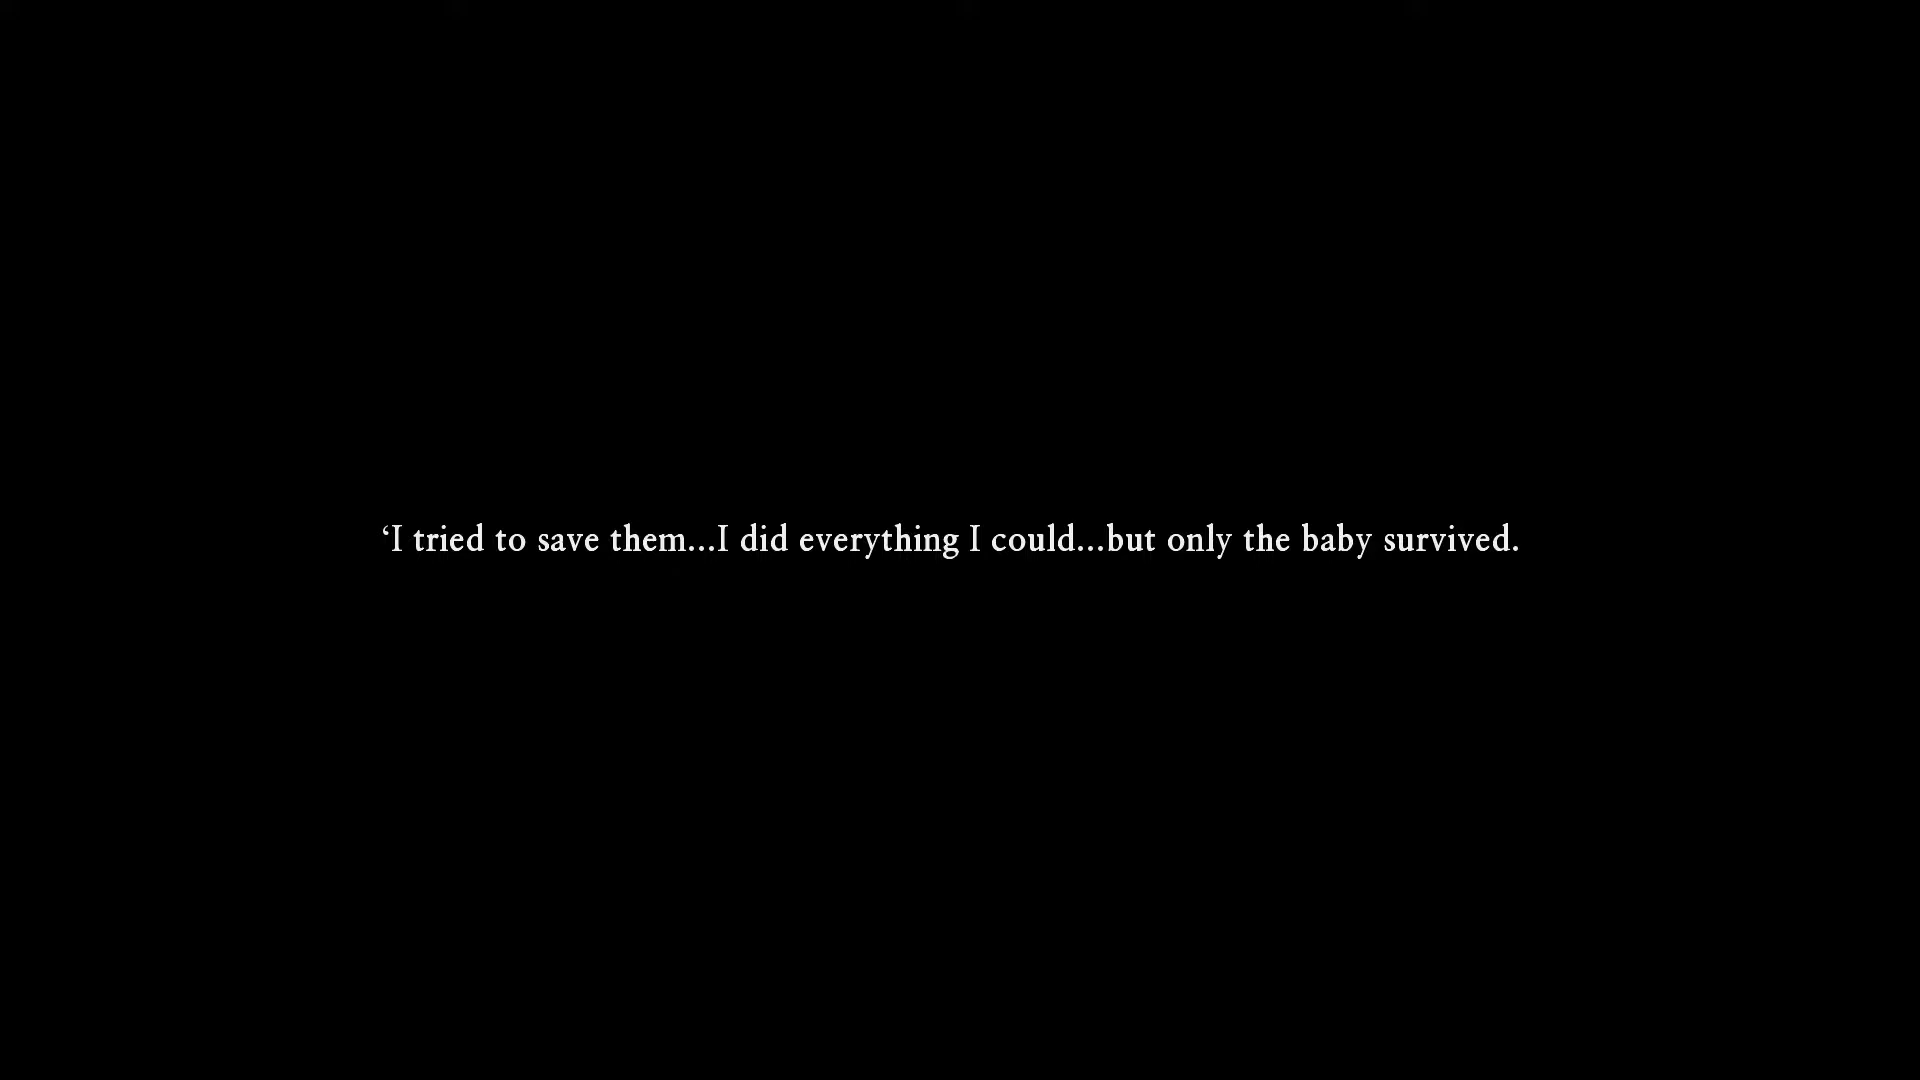 ‘I tried to save them...I did everything I could...but only the baby survived.